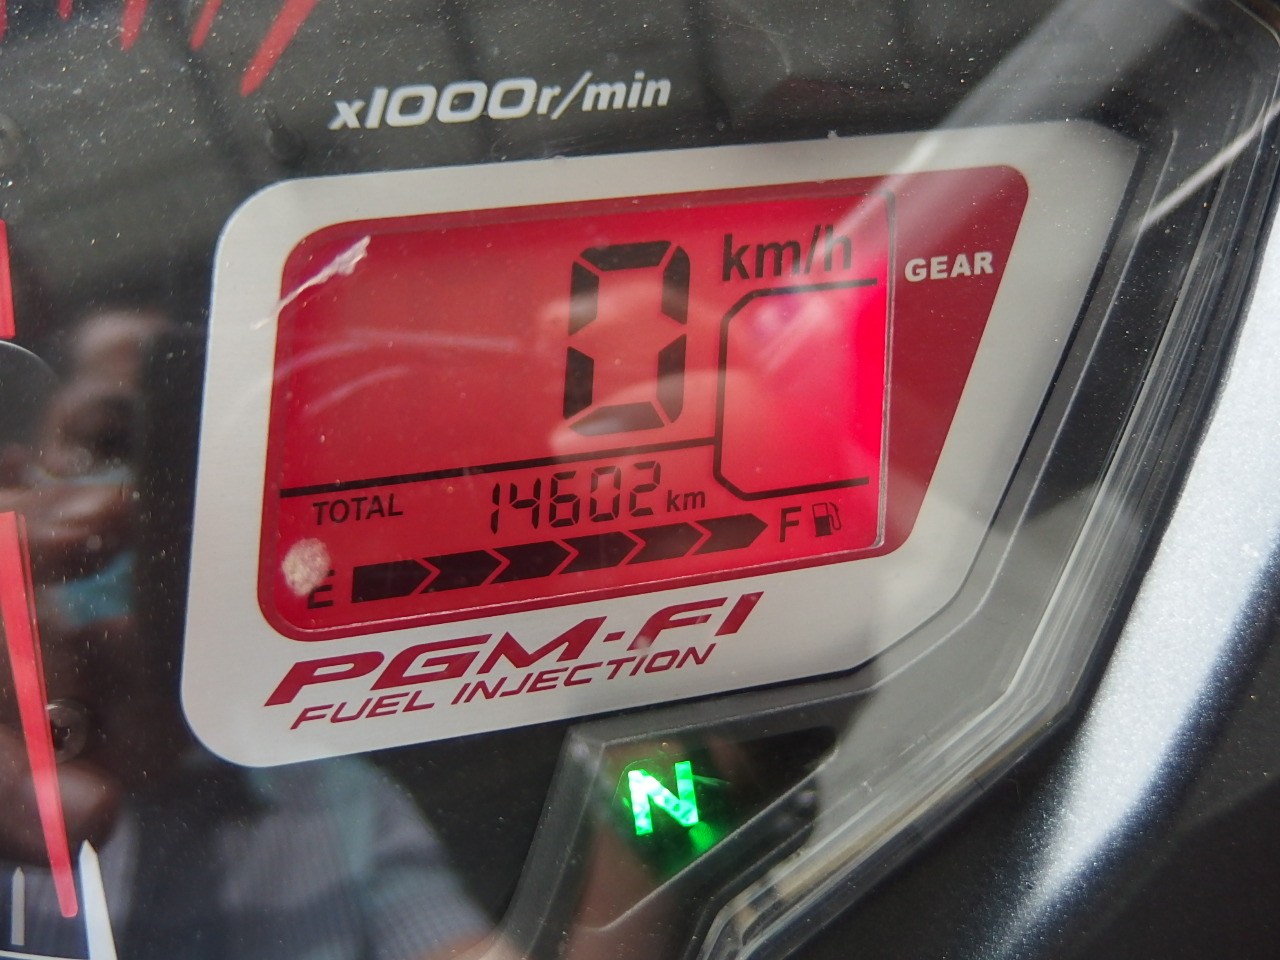 x1000r/min
0 km/h
GEAR
TOTAL 14602 km
E F
PGM-FI
FUEL INJECTION
N